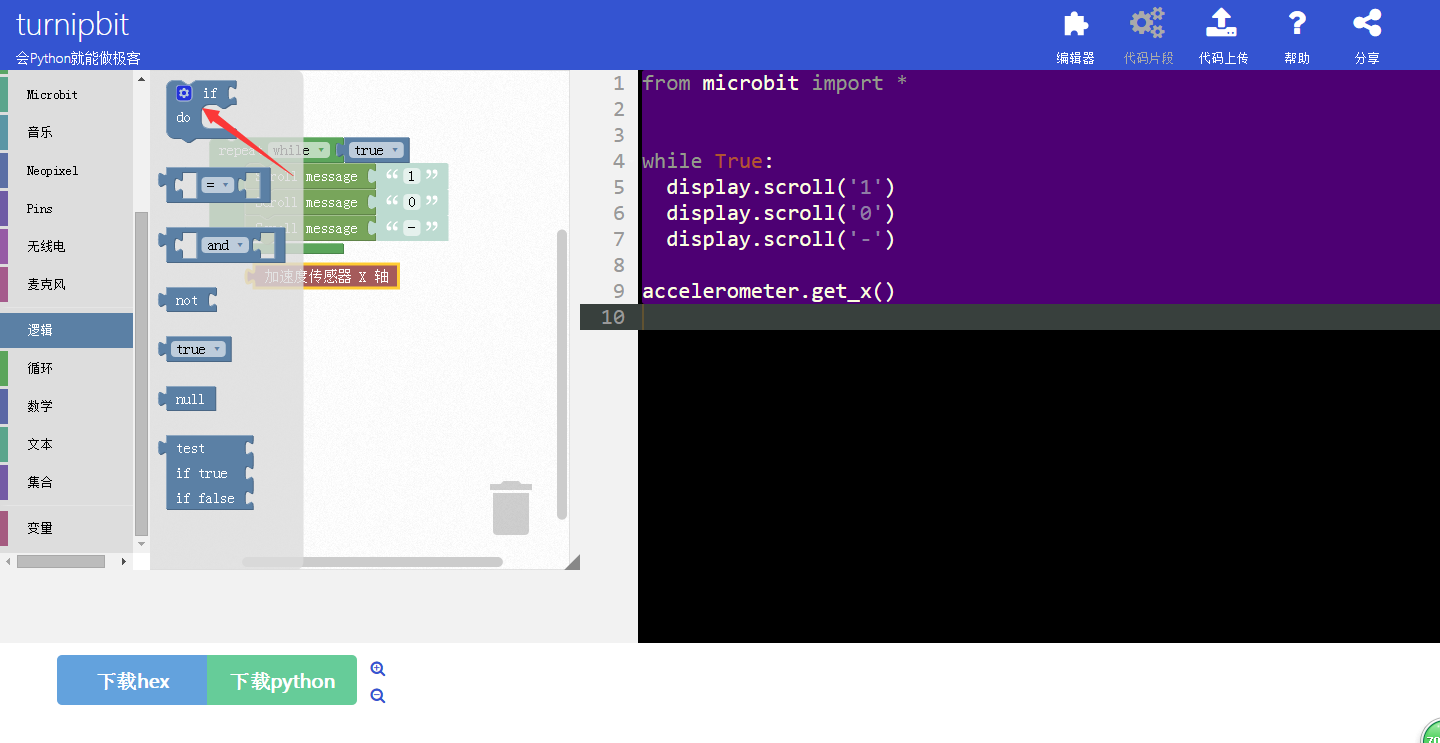 turnipbit
会Python就能做极客
编辑器
代码片段
代码上传
帮助
分享
Microbit
音乐
Neopixel
Pins
无线电
麦克风
逻辑
循环
数学
文本
集合
变量
if
do
=
and
not
true
null
test
if true
if false
repeat while true
Scroll message “ 1 ”
Scroll message “ 0 ”
Scroll message “ - ”
加速度传感器 X 轴
1 from microbit import *
2
3
4 while True:
5 display.scroll('1')
6 display.scroll('0')
7 display.scroll('-')
8
9 accelerometer.get_x()
10
下载hex
下载python